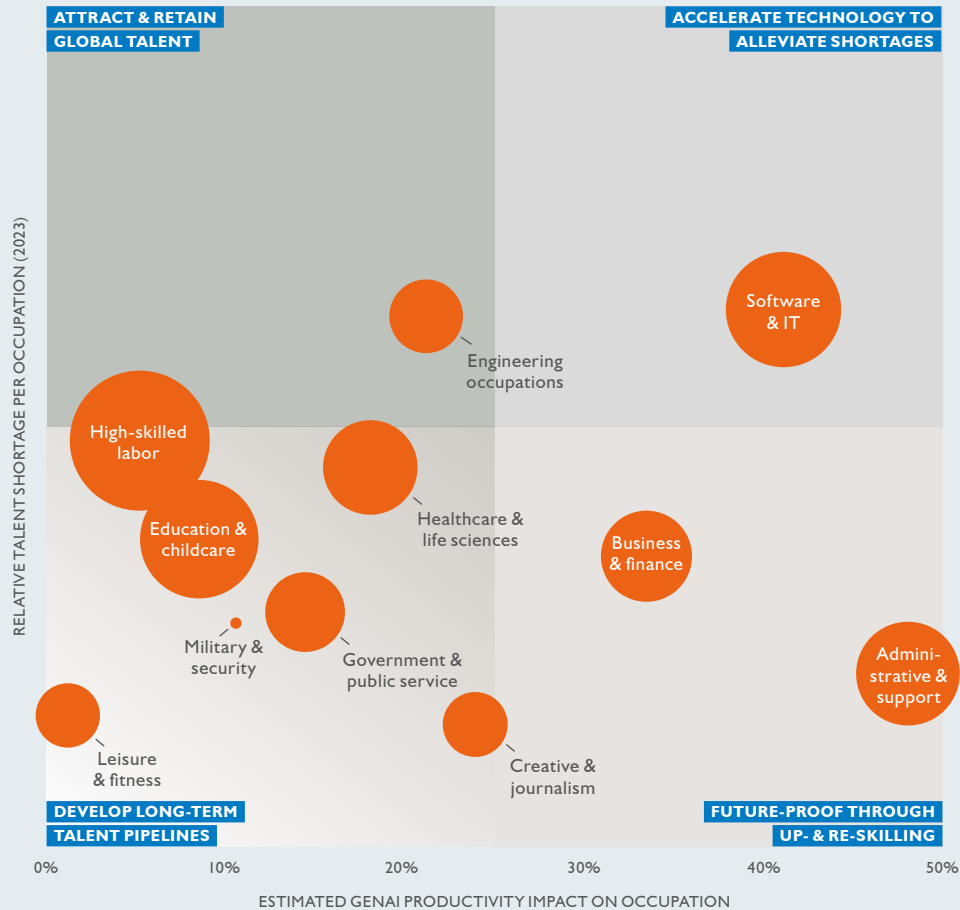 ATTRACT & RETAIN
GLOBAL TALENT
ACCELERATE TECHNOLOGY TO
ALLEVIATE SHORTAGES
RELATIVE TALENT SHORTAGE PER OCCUPATION (2023)
Software
& IT
Engineering
occupations
High-skilled
labor
Healthcare &
life sciences
Education &
childcare
Business
& finance
Military &
security
Government &
public service
Admini-
strative &
support
Leisure
& fitness
Creative &
journalism
DEVELOP LONG-TERM
TALENT PIPELINES
FUTURE-PROOF THROUGH
UP- & RE-SKILLING
0%
10%
20%
30%
40%
50%
ESTIMATED GENAI PRODUCTIVITY IMPACT ON OCCUPATION